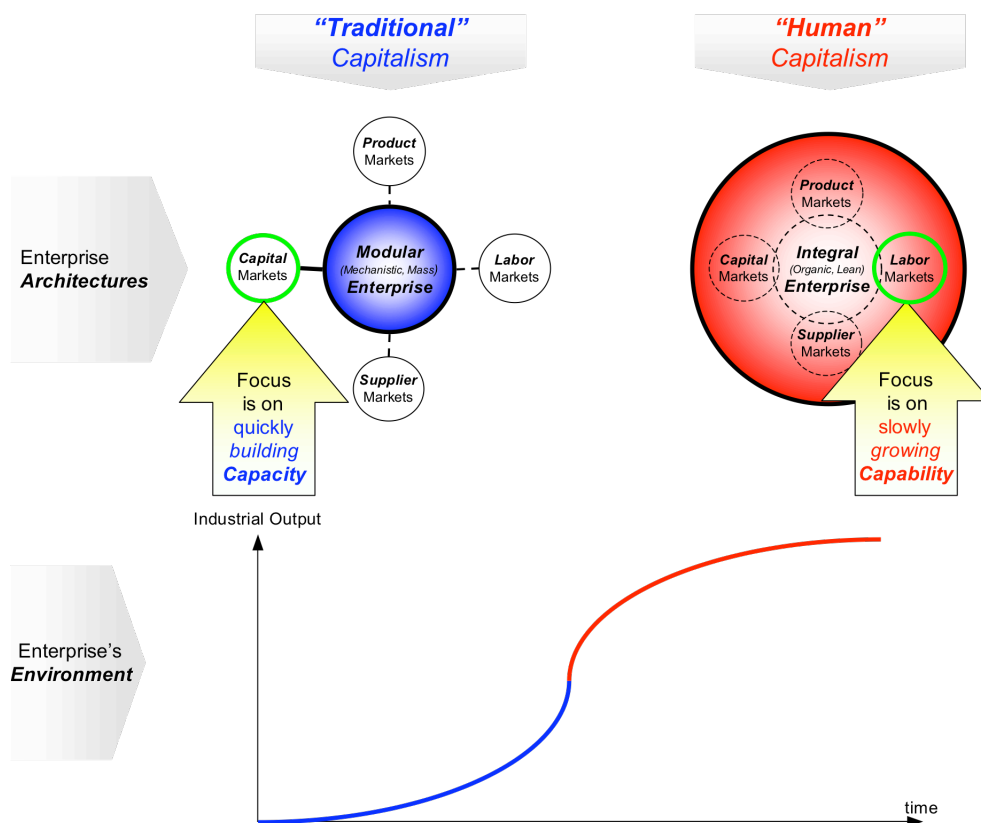 “Traditional”
Capitalism
“Human”
Capitalism
Enterprise
Architectures
Product
Markets
Capital
Markets
Modular
(Mechanistic, Mass)
Enterprise
Labor
Markets
Supplier
Markets
Focus
is on
quickly
building
Capacity
Product
Markets
Capital
Markets
Integral
(Organic, Lean)
Enterprise
Labor
Markets
Supplier
Markets
Focus
is on
slowly
growing
Capability
Industrial Output
Enterprise’s
Environment
time